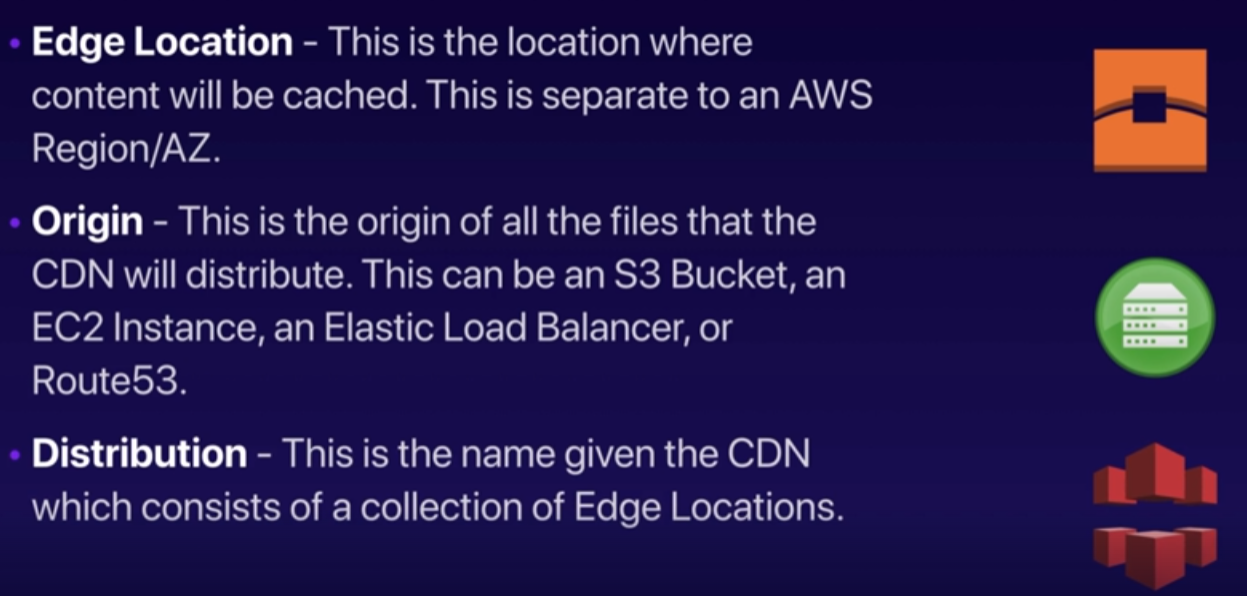 • Edge Location - This is the location where
content will be cached. This is separate to an AWS
Region/AZ.
• Origin - This is the origin of all the files that the
CDN will distribute. This can be an S3 Bucket, an
EC2 Instance, an Elastic Load Balancer, or
Route53.
• Distribution - This is the name given the CDN
which consists of a collection of Edge Locations.